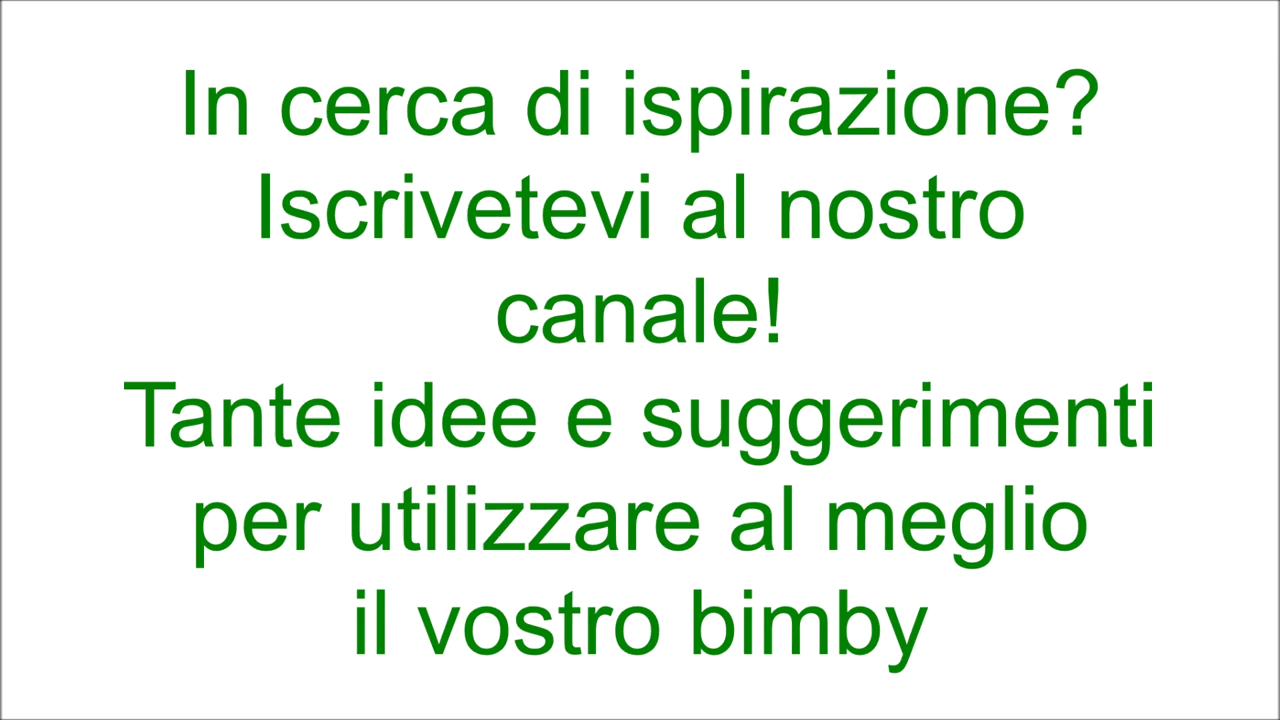 In cerca di ispirazione?
Iscrivetevi al nostro
canale!
Tante idee e suggerimenti
per utilizzare al meglio
il vostro bimby